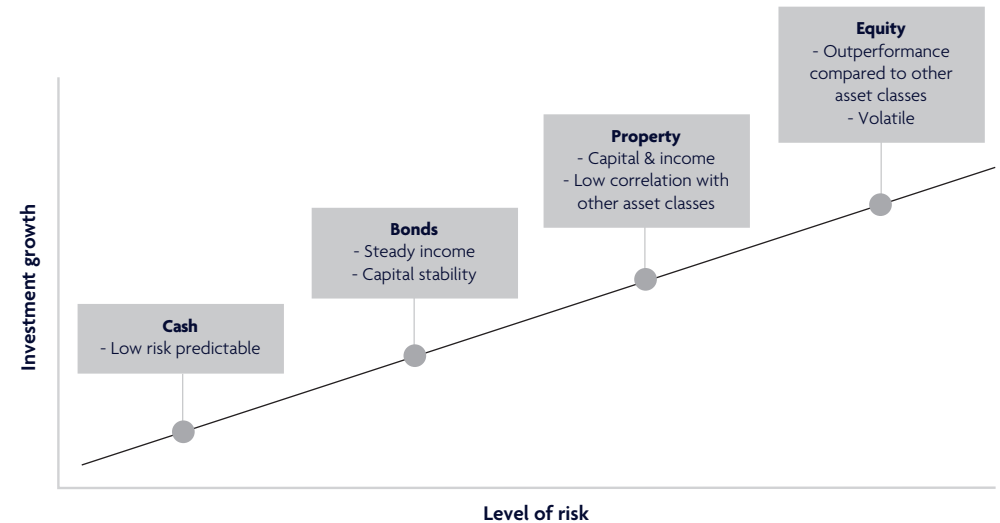 Equity
- Outperformance
compared to other
asset classes
- Volatile
Property
- Capital & income
- Low correlation with
other asset classes
Bonds
- Steady income
- Capital stability
Cash
- Low risk predictable
Investment growth
Level of risk